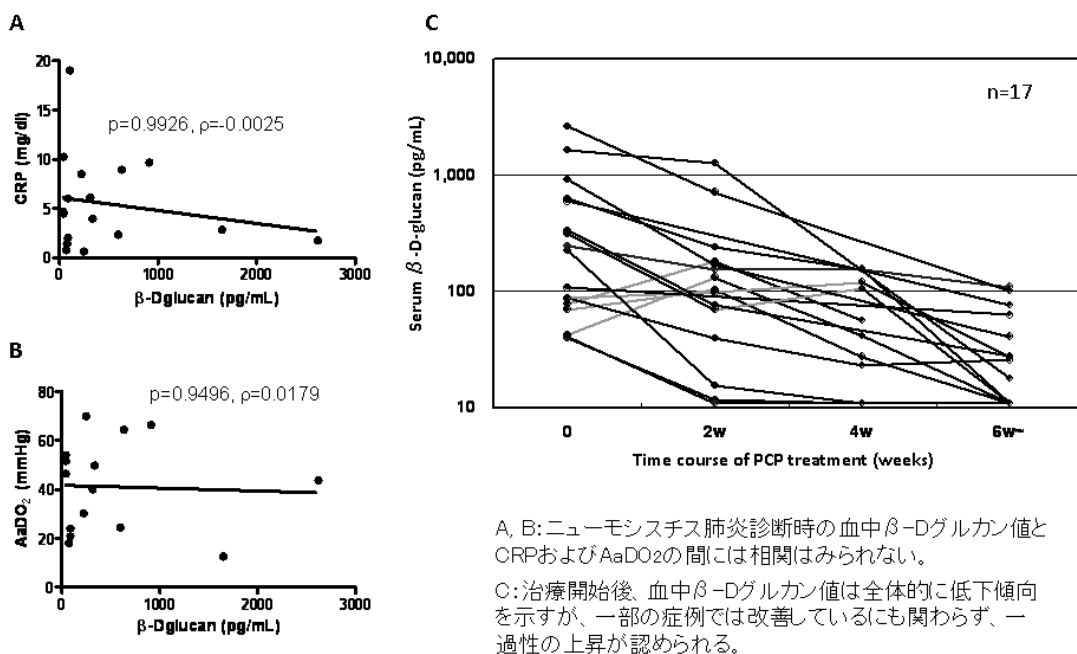 A
CRP (mg/dl)
20
15
10
5
0
p=0.9926, ρ=-0.0025
0
1000
2000
3000
β-Dglucan (pg/mL)
B
AaDO2 (mmHg)
80
60
40
20
0
p=0.9496, ρ=0.0179
0
1000
2000
3000
β-Dglucan (pg/mL)
C
Serum β-D-glucan (pg/mL)
10,000
1,000
100
10
n=17
0
2w
4w
6w~
Time course of PCP treatment (weeks)
A, B:ニューモシスチス肺炎診断時の血中β-Dグルカン値と
CRPおよびAaDO2の間には相関はみられない。
C:治療開始後、血中β-Dグルカン値は全体的に低下傾向
を示すが、一部の症例では改善しているにも関わらず、一
過性の上昇が認められる。